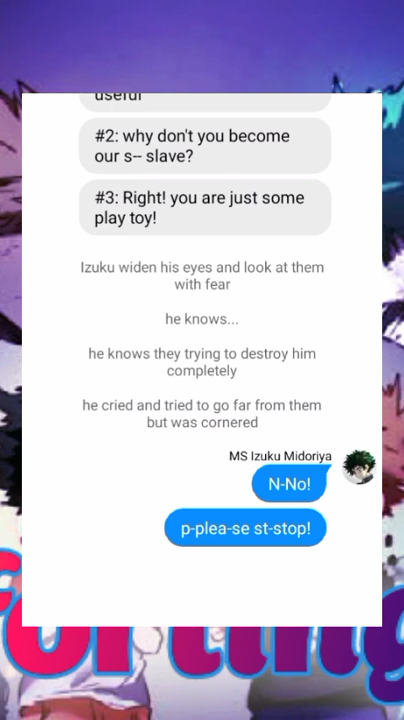 useful
#2: why don't you become
our s-- slave?
#3: Right! you are just some
play toy!
Izuku widen his eyes and look at them
with fear
he knows...
he knows they trying to destroy him
completely
he cried and tried to go far from them
but was cornered
MS Izuku Midoriya
N-No!
p-plea-se st-stop!